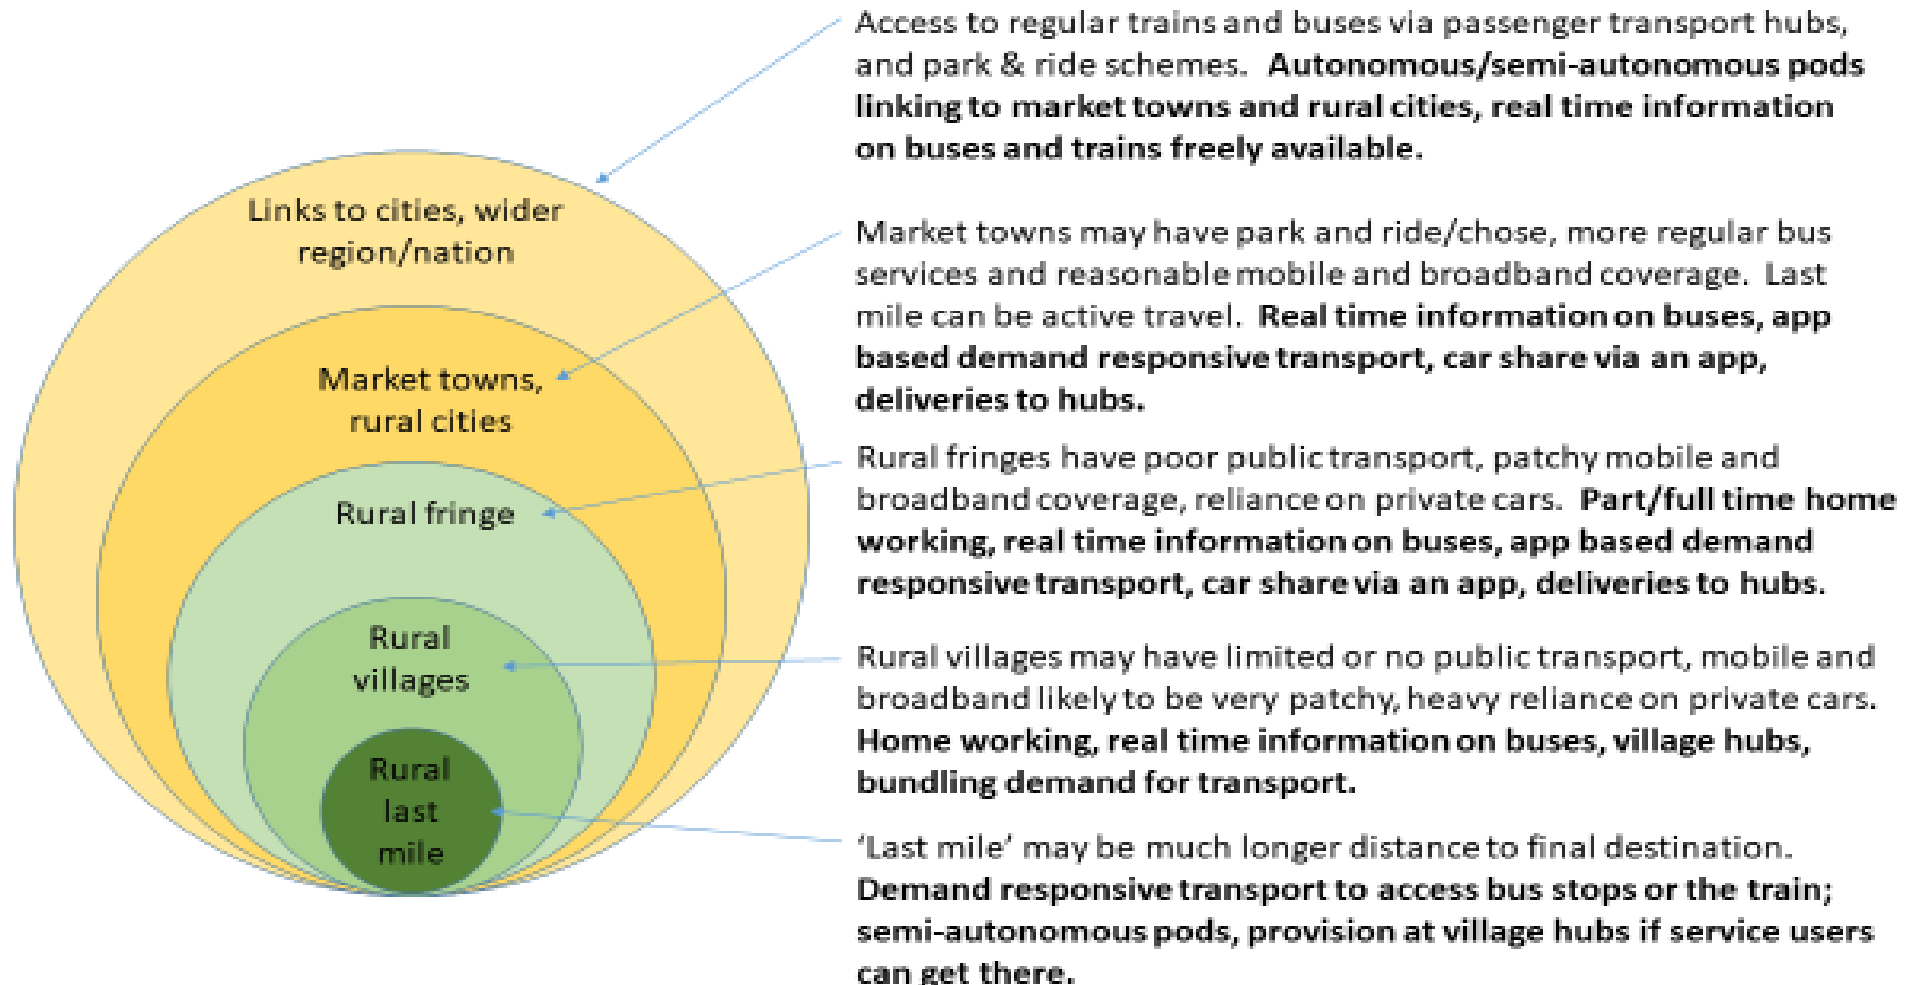 Access to regular trains and buses via passenger transport hubs,
and park & ride schemes. Autonomous/semi-autonomous pods
linking to market towns and rural cities, real time information
on buses and trains freely available.
Links to cities, wider
region/nation
Market towns may have park and ride/chose, more regular bus
services and reasonable mobile and broadband coverage. Last
mile can be active travel. Real time information on buses, app
based demand responsive transport, car share via an app,
deliveries to hubs.
Market towns,
rural cities
Rural fringes have poor public transport, patchy mobile and
broadband coverage, reliance on private cars. Part/full time home
working, real time information on buses, app based demand
responsive transport, car share via an app, deliveries to hubs.
Rural fringe
Rural villages may have limited or no public transport, mobile and
broadband likely to be very patchy, heavy reliance on private cars.
Home working, real time information on buses, village hubs,
bundling demand for transport.
Rural
villages
'Last mile' may be much longer distance to final destination.
Demand responsive transport to access bus stops or the train;
semi-autonomous pods, provision at village hubs if service users
can get there.
Rural
last
mile